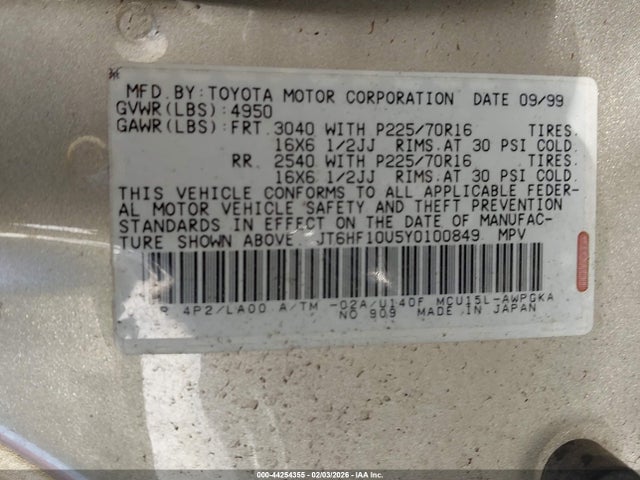 MFD. BY: TOYOTA MOTOR CORPORATION DATE 09/99
GVWR(LBS): 4950
GAWR(LBS): FRT. 3040 WITH P225/70R16 TIRES.
16X6 1/2JJ RIMS. AT 30 PSI COLD.
RR. 2540 WITH P225/70R16 TIRES.
16X6 1/2JJ RIMS. AT 30 PSI COLD.
THIS VEHICLE CONFORMS TO ALL APPLICABLE FEDER-
AL MOTOR VEHICLE SAFETY AND THEFT PREVENTION
STANDARDS IN EFFECT ON THE DATE OF MANUFAC-
TURE SHOWN ABOVE. JT6HF10U5Y0100849 MPV
4P2/LA00 A/TM -02A/U140F MCU15L-AWPGKA
NO 909 MADE IN JAPAN
000-44254355 - 02/03/2026 - IAA Inc.